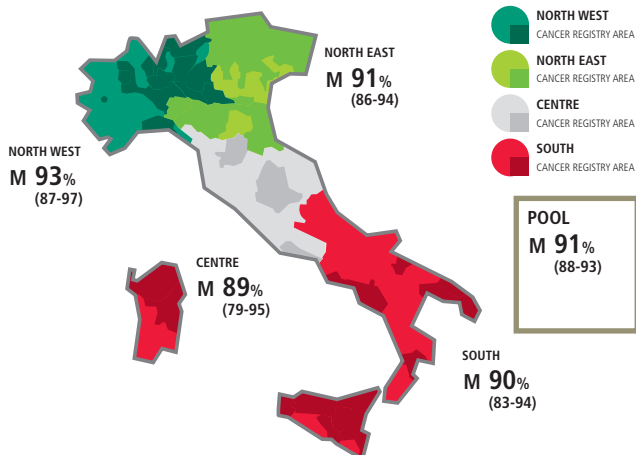 NORTH WEST
CANCER REGISTRY AREA
NORTH EAST
CANCER REGISTRY AREA
CENTRE
CANCER REGISTRY AREA
SOUTH
CANCER REGISTRY AREA
NORTH EAST
M 91%
(86-94)
NORTH WEST
M 93%
(87-97)
POOL
M 91%
(88-93)
CENTRE
M 89%
(79-95)
SOUTH
M 90%
(83-94)